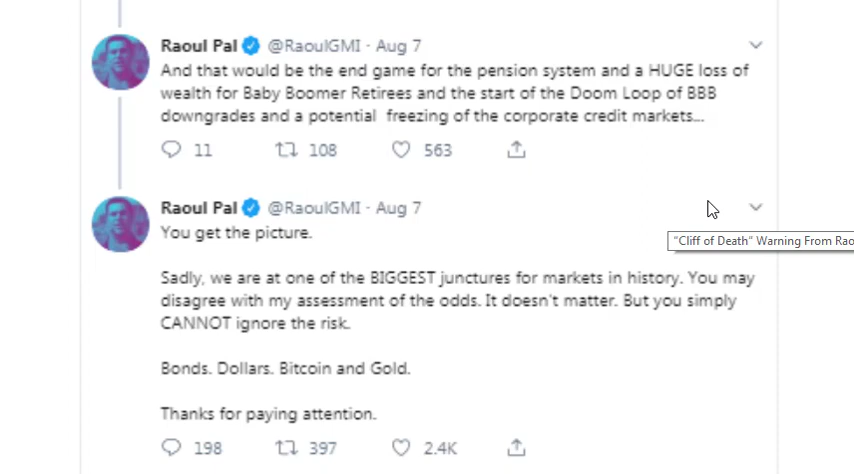 Raoul Pal @RaoulGMI · Aug 7
And that would be the end game for the pension system and a HUGE loss of
wealth for Baby Boomer Retirees and the start of the Doom Loop of BBB
downgrades and a potential freezing of the corporate credit markets...
11 108 563
Raoul Pal @RaoulGMI · Aug 7
You get the picture.
"Cliff of Death" Warning From Rao
Sadly, we are at one of the BIGGEST junctures for markets in history. You may
disagree with my assessment of the odds. It doesn't matter. But you simply
CANNOT ignore the risk.
Bonds. Dollars. Bitcoin and Gold.
Thanks for paying attention.
198 397 2.4K